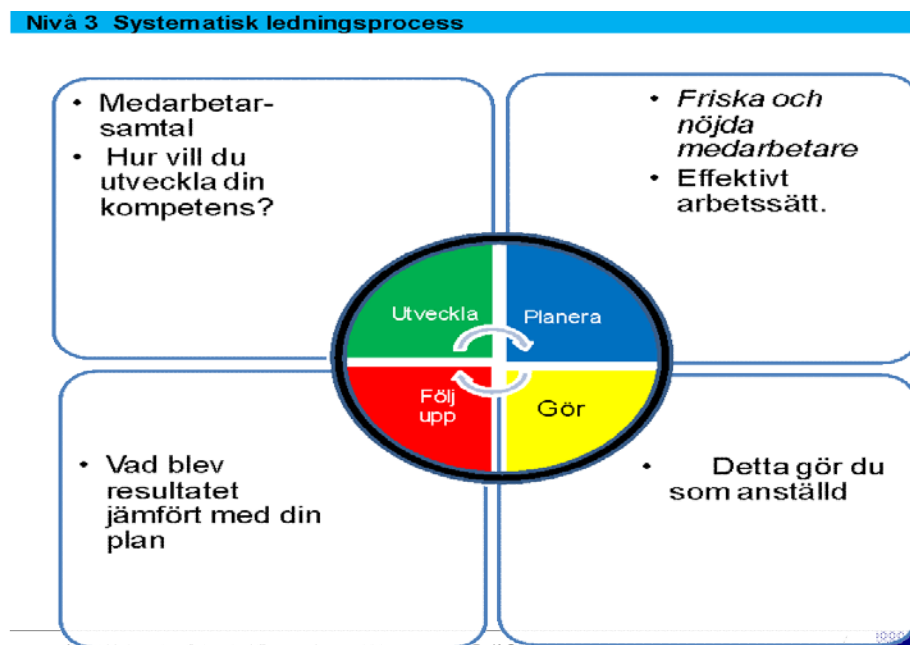 Nivå 3 Systematisk ledningsprocess
• Medarbetar-
samtal
• Hur vill du
utveckla din
kompetens?
• Friska och
nöjda
medarbetare
• Effektivt
arbetssätt.
Utveckla
Planera
Följ
upp
Gör
• Vad blev
resultatet
jämfört med din
plan
• Detta gör du
som anställd